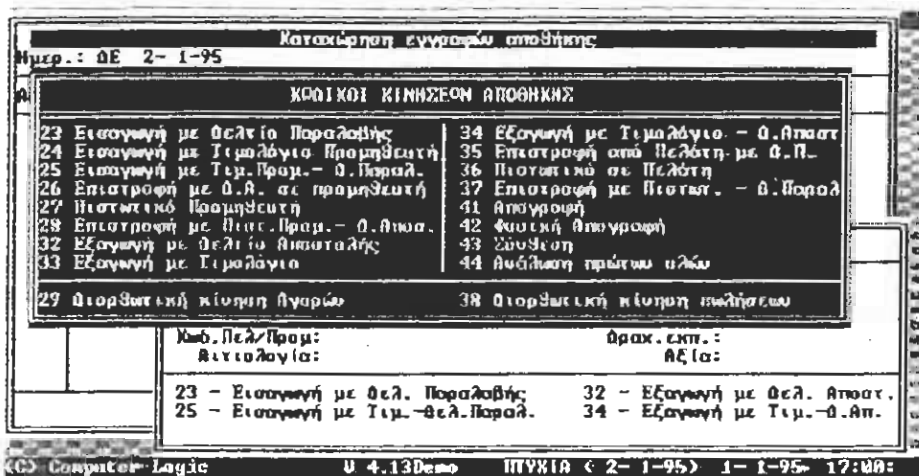 Καταχώρηση εγγραφών αποθήκης
Ημερ.: ΔΕ 2- 1-95
ΚΩΔΙΚΟΙ ΚΙΝΗΣΕΩΝ ΑΠΟΘΗΚΗΣ
23 Εισαγωγή με Δελτίο Παραλαβής
24 Εισαγωγή με Τιμολόγιο Προμηθευτή
25 Εισαγωγή με Τιμ.Προμ.- Δ.Παραλ.
26 Επιστροφή με Δ.Α. σε προμηθευτή
27 Πιστωτικό Προμηθευτή
28 Επιστροφή με Πιστ.Προμ.- Δ.Αποσ.
32 Εξαγωγή με Δελτίο Αποστολής
33 Εξαγωγή με Τιμολόγιο
34 Εξαγωγή με Τιμολόγιο - Δ.Αποστ
35 Επιστροφή από Πελάτη με Δ.Π.
36 Πιστωτικό σε Πελάτη
37 Επιστροφή με Πιστωτ. - Δ.Παραλ
41 Απογραφή
42 Φυσική Απογραφή
43 Σύνθεση
44 Ανάλυση πρώτων υλών
29 Διορθωτική κίνηση Αγορών
38 Διορθωτική κίνηση πωλήσεων
Κωδ.Πελ/Προμ:
Δραχ.εκπ.:
Αιτιολογία:
Αξία:
23 - Εισαγωγή με Δελ. Παραλαβής
32 - Εξαγωγή με Δελ. Αποστ.
25 - Εισαγωγή με Τιμ.-Δελ.Παραλ.
34 - Εξαγωγή με Τιμ.-Δ.Απ.
(C) Computer Logic
V 4.13Demo
ΠΤΥΧΙΑ ( 2- 1-95)
1- 1-95
17:00: